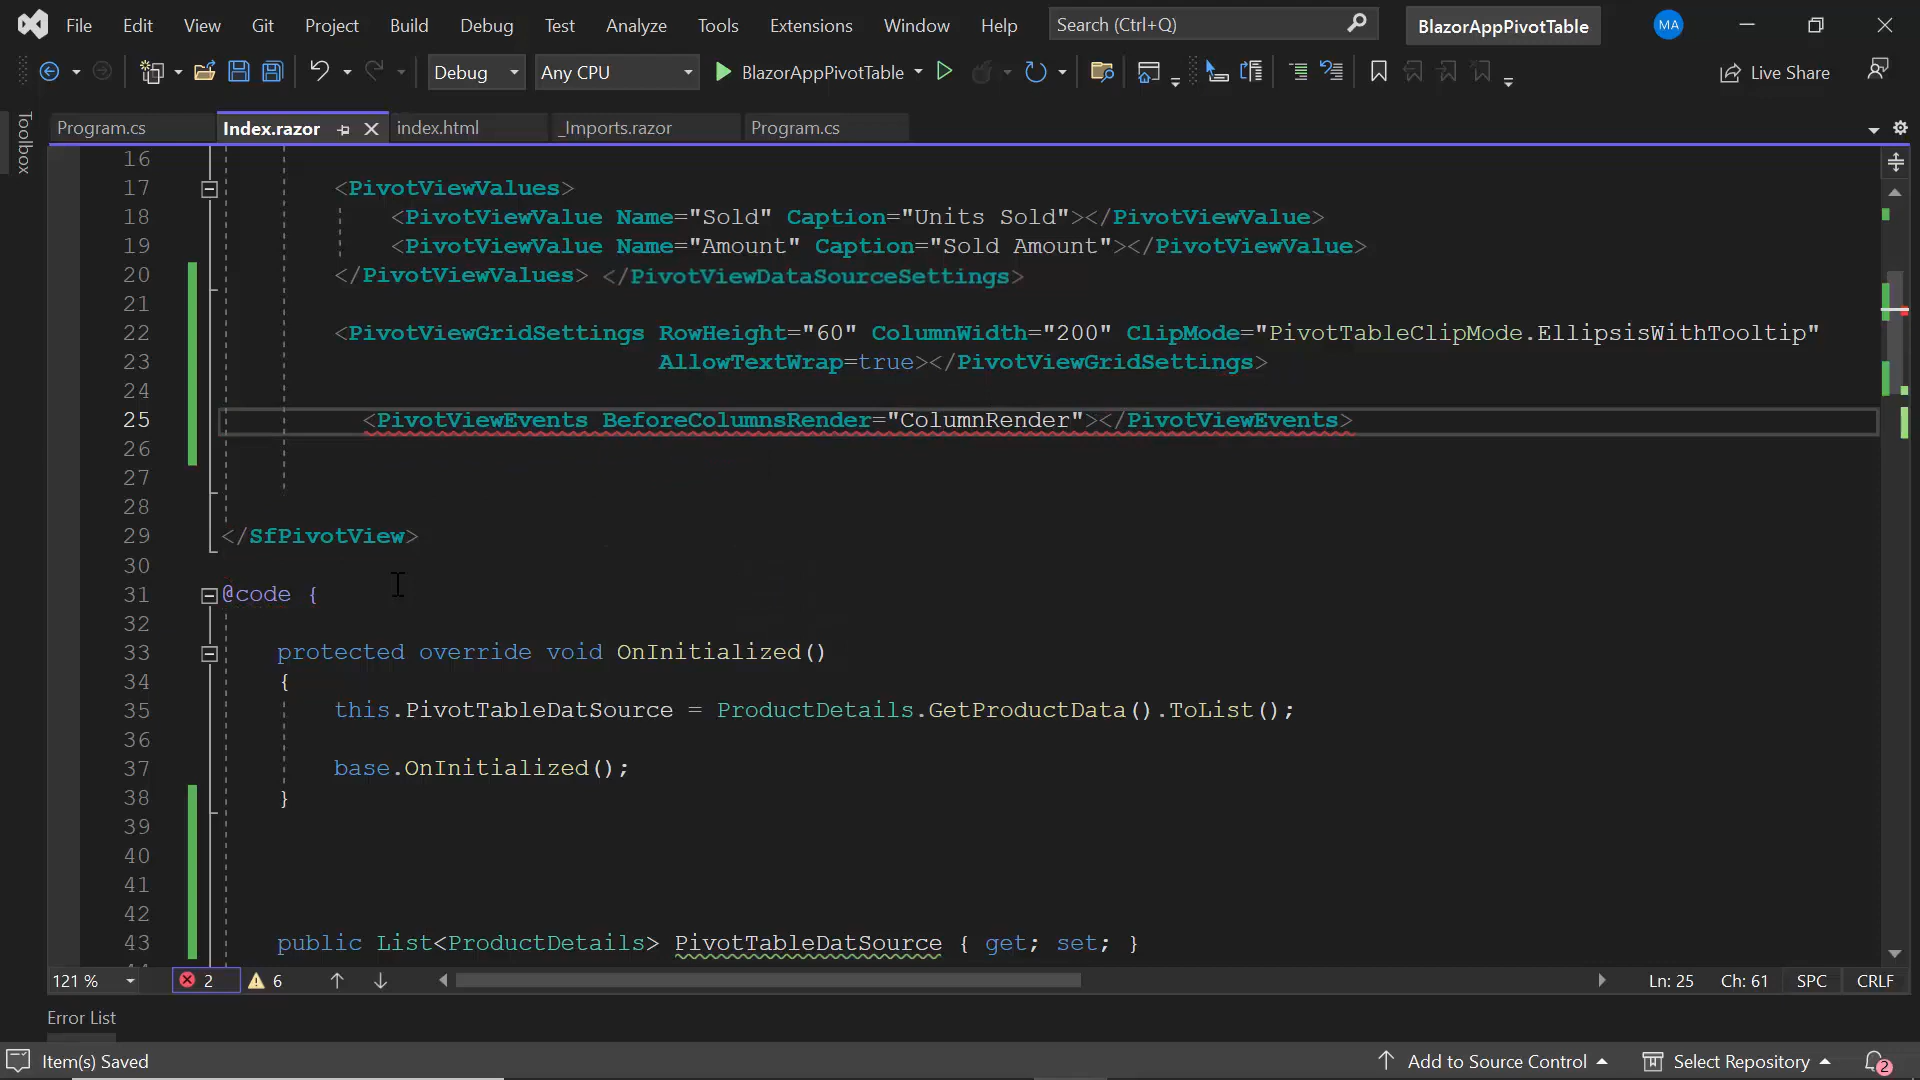 File Edit View Git Project Build Debug Test Analyze Tools Extensions Window Help Search (Ctrl+Q) BlazorAppPivotTable MA
Debug Any CPU BlazorAppPivotTable Live Share
Toolbox
Program.cs Index.razor index.html _Imports.razor Program.cs
16
17 <PivotViewValues>
18 <PivotViewValue Name="Sold" Caption="Units Sold"></PivotViewValue>
19 <PivotViewValue Name="Amount" Caption="Sold Amount"></PivotViewValue>
20 </PivotViewValues> </PivotViewDataSourceSettings>
21
22 <PivotViewGridSettings RowHeight="60" ColumnWidth="200" ClipMode="PivotTableClipMode.EllipsisWithTooltip"
23 AllowTextWrap=true></PivotViewGridSettings>
24
25 <PivotViewEvents BeforeColumnsRender="ColumnRender"></PivotViewEvents>
26
27
28
29 </SfPivotView>
30
31 @code {
32
33 protected override void OnInitialized()
34 {
35 this.PivotTableDatSource = ProductDetails.GetProductData().ToList();
36
37 base.OnInitialized();
38 }
39
40
41
42
43 public List<ProductDetails> PivotTableDatSource { get; set; }
121 % 2 6 Ln: 25 Ch: 61 SPC CRLF
Error List
Item(s) Saved Add to Source Control Select Repository 2